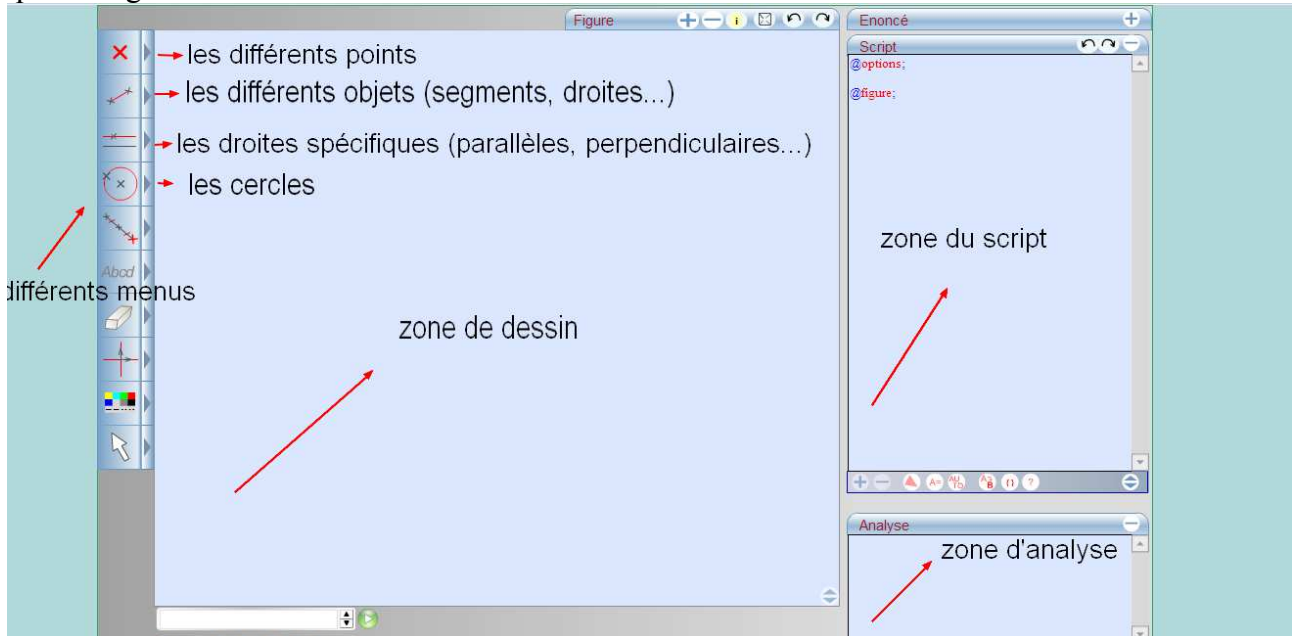 Figure
Enoncé
Script
@options;
@figure;
les différents points
les différents objets (segments, droites...)
les droites spécifiques (parallèles, perpendiculaires...)
les cercles
Abcd
différents menus
zone de dessin
zone du script
Analyse
zone d'analyse